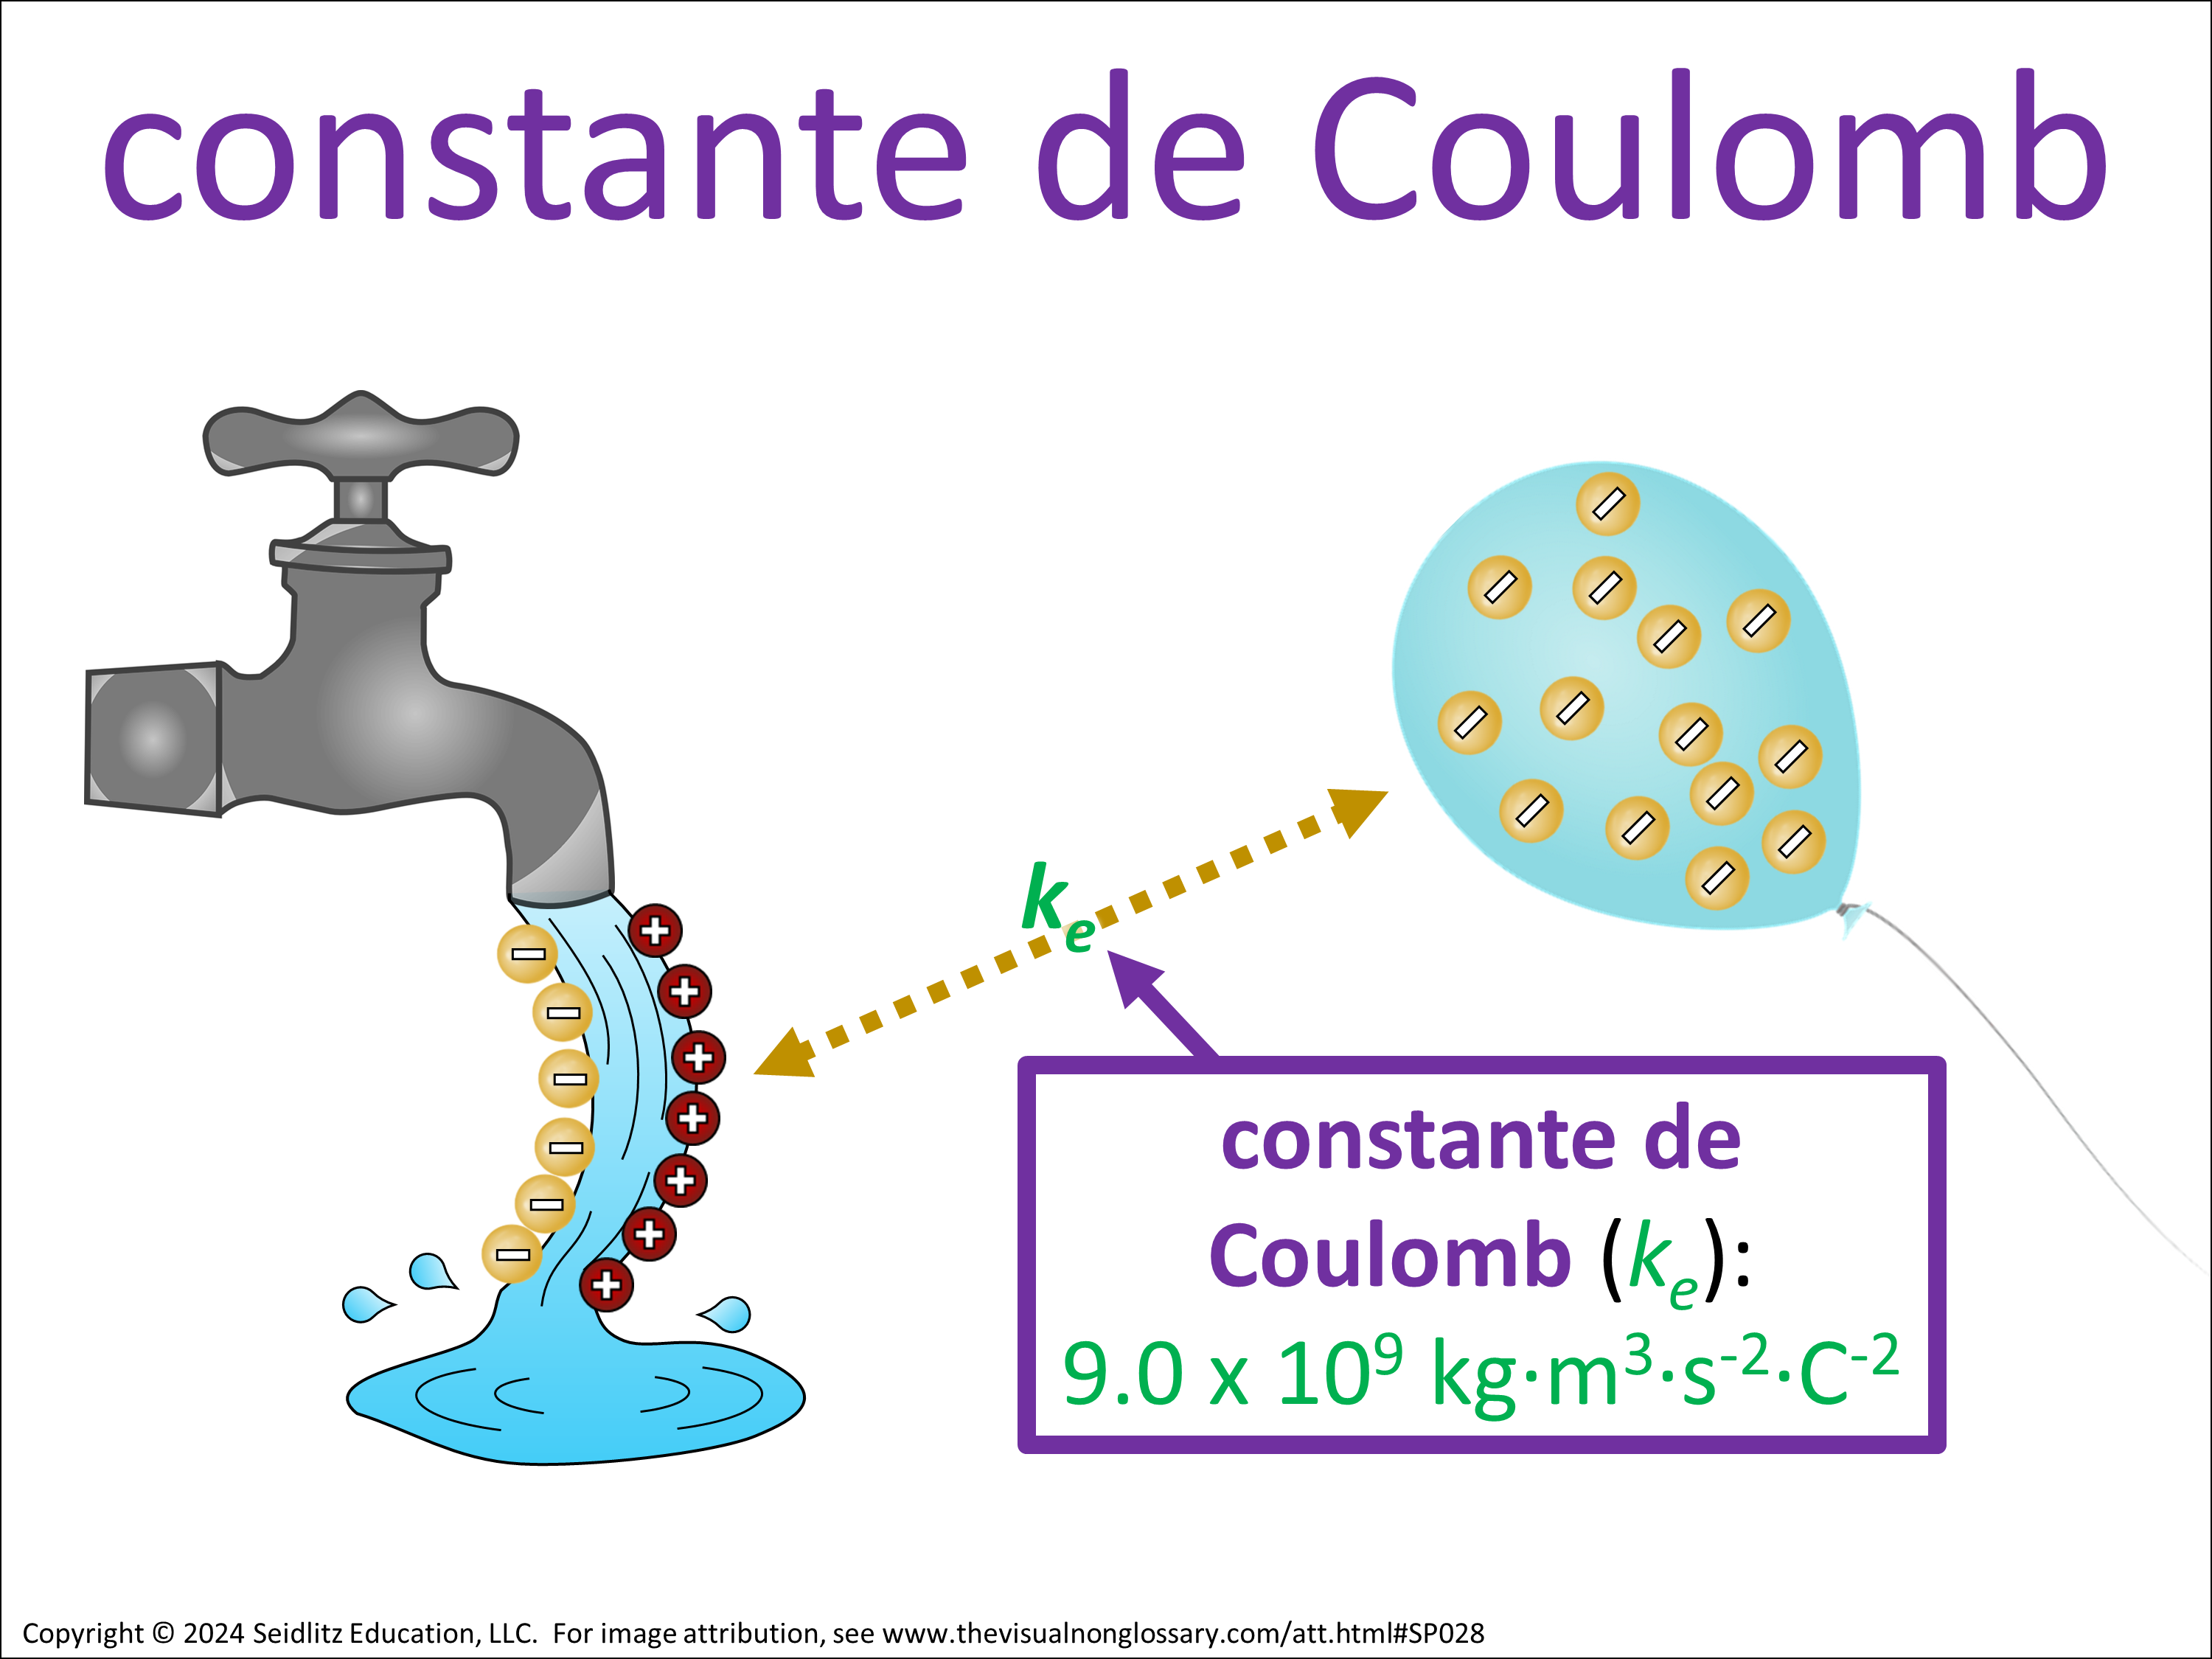 constante de Coulomb
ke
constante de
Coulomb (ke):
9.0 x 10⁹ kg·m³·s⁻²·C⁻²
Copyright © 2024 Seidlitz Education, LLC.  For image attribution, see www.thevisualnonglossary.com/att.html#SP028